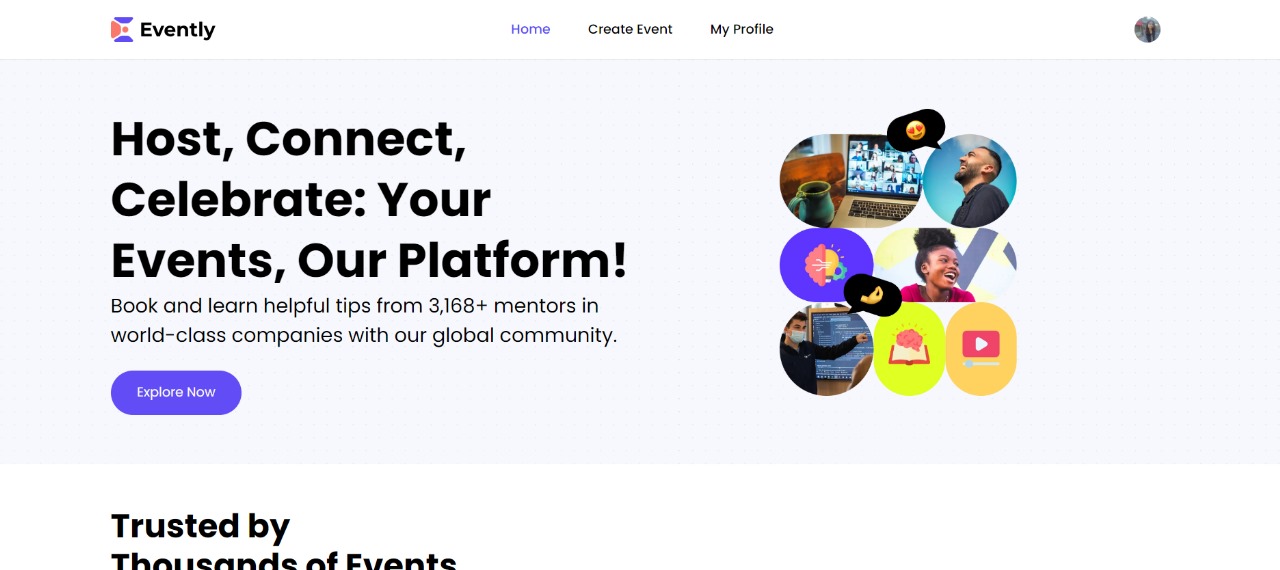 Evently
Home
Create Event
My Profile
Host, Connect,
Celebrate: Your
Events, Our Platform!
Book and learn helpful tips from 3,168+ mentors in
world-class companies with our global community.
Explore Now
Trusted by
Thousands of Events